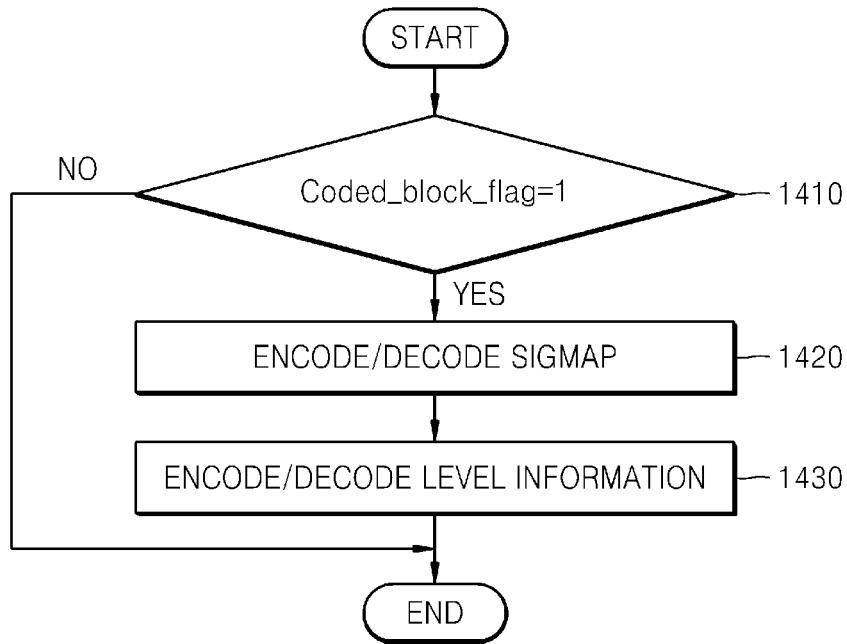 START
NO
Coded_block_flag=1
1410
YES
ENCODE/DECODE SIGMAP
1420
ENCODE/DECODE LEVEL INFORMATION
1430
END